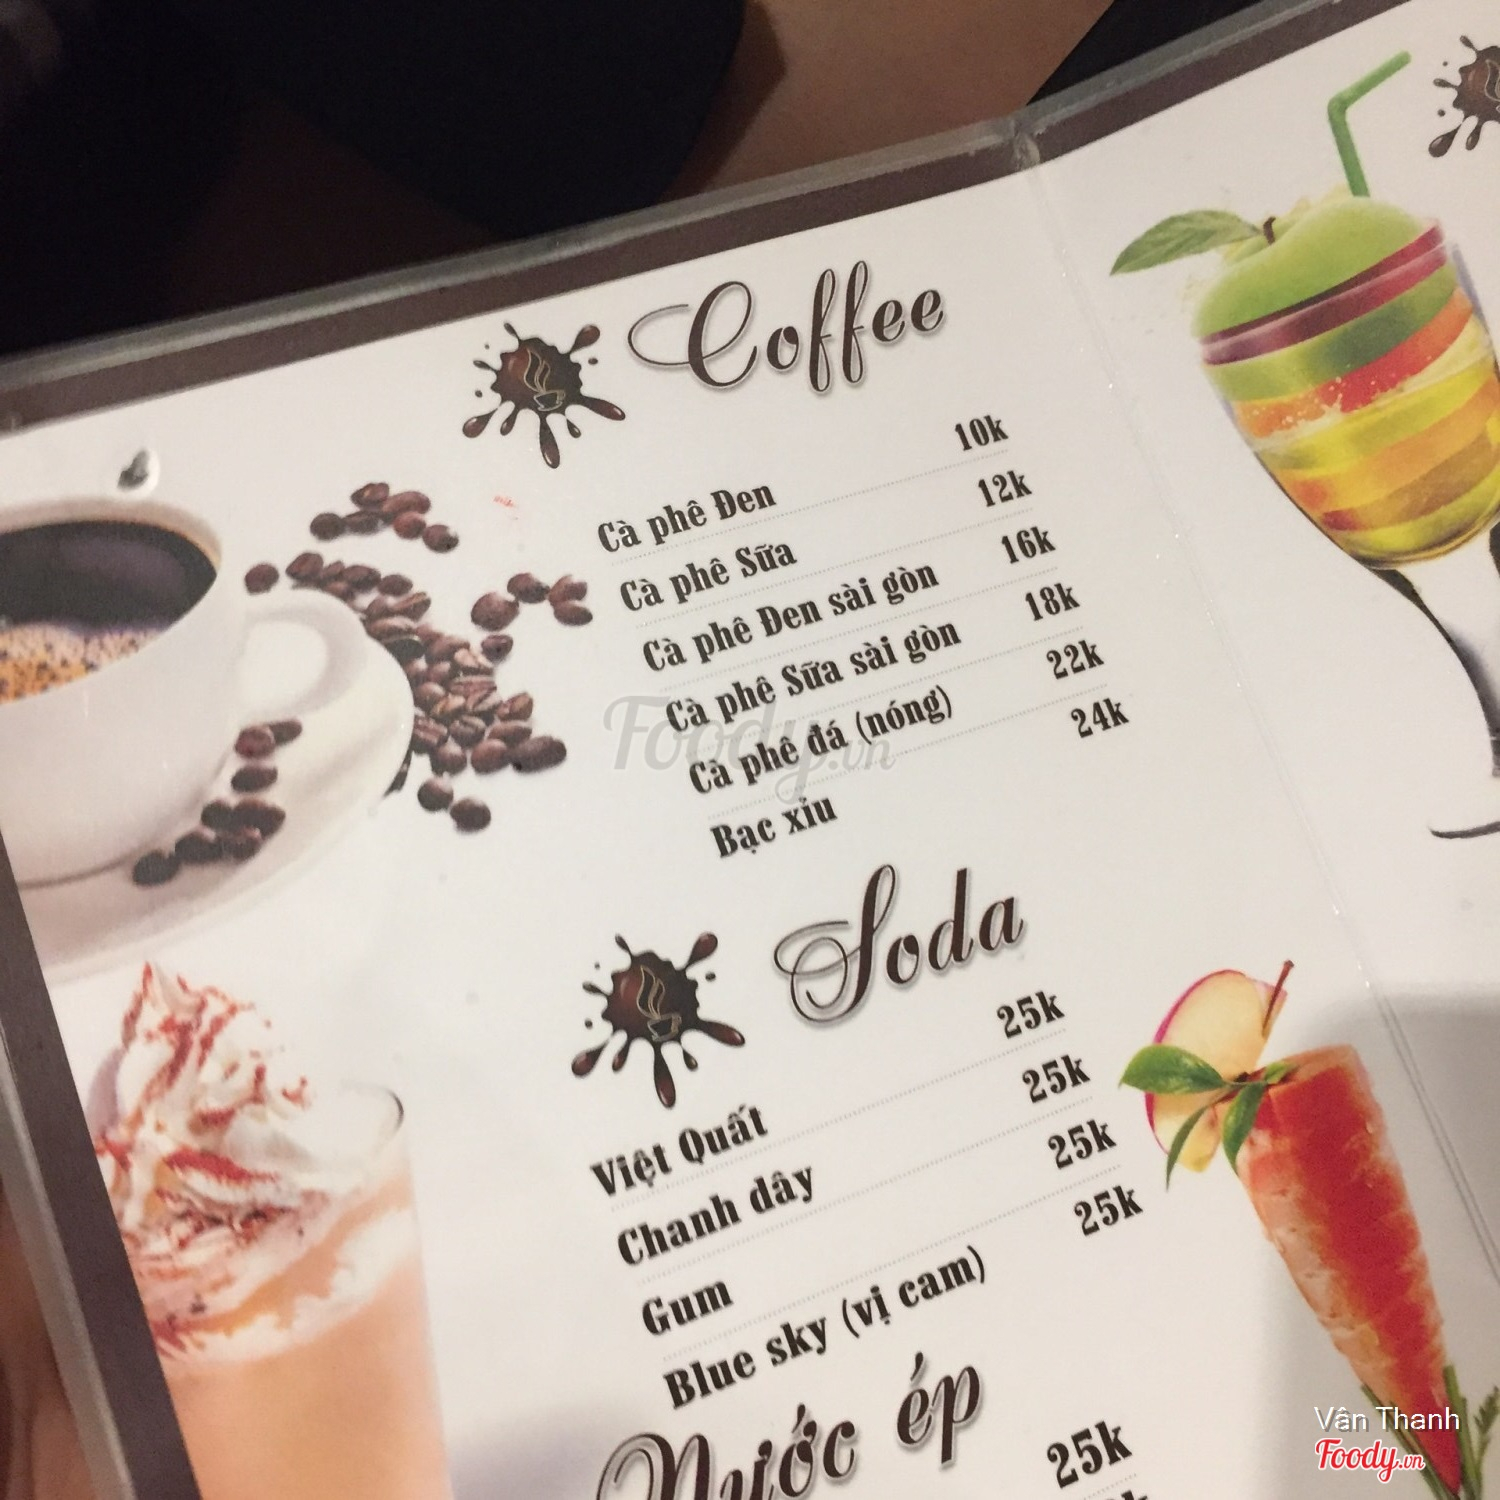 Coffee
Cà phê Đen 10k
Cà phê Sữa 12k
Cà phê Đen sài gòn 16k
Cà phê Sữa sài gòn 18k
Cà phê đá (nóng) 22k
Bạc xỉu 24k
Foody.vn
Soda
Việt Quất 25k
Chanh dây 25k
Gum 25k
Blue sky (vị cam) 25k
Nước ép
25k
Vân Thanh
Foody.vn